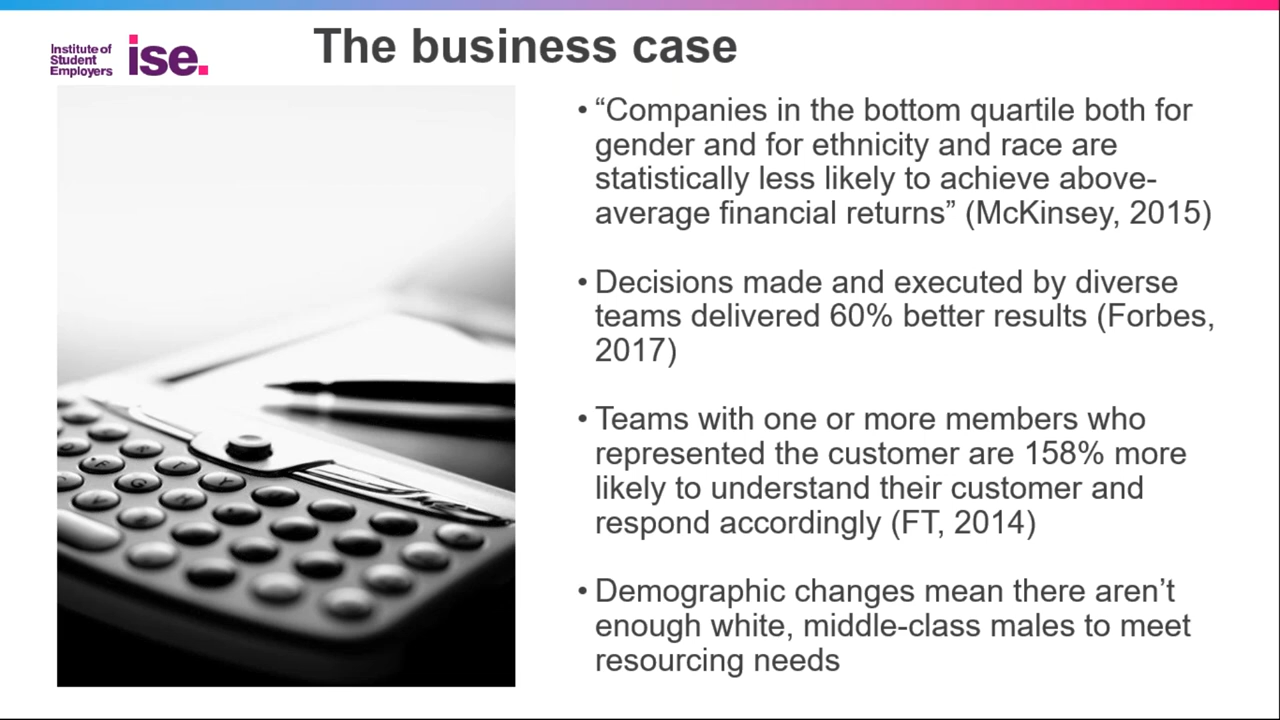 Institute of
Student
Employers
ise.
The business case
• “Companies in the bottom quartile both for
gender and for ethnicity and race are
statistically less likely to achieve above-
average financial returns” (McKinsey, 2015)
• Decisions made and executed by diverse
teams delivered 60% better results (Forbes,
2017)
• Teams with one or more members who
represented the customer are 158% more
likely to understand their customer and
respond accordingly (FT, 2014)
• Demographic changes mean there aren’t
enough white, middle-class males to meet
resourcing needs